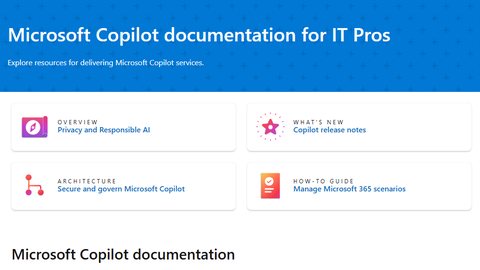 Microsoft Copilot documentation for IT Pros
Explore resources for delivering Microsoft Copilot services.
OVERVIEW
Privacy and Responsible AI
WHAT'S NEW
Copilot release notes
ARCHITECTURE
Secure and govern Microsoft Copilot
HOW-TO GUIDE
Manage Microsoft 365 scenarios
Microsoft Copilot documentation